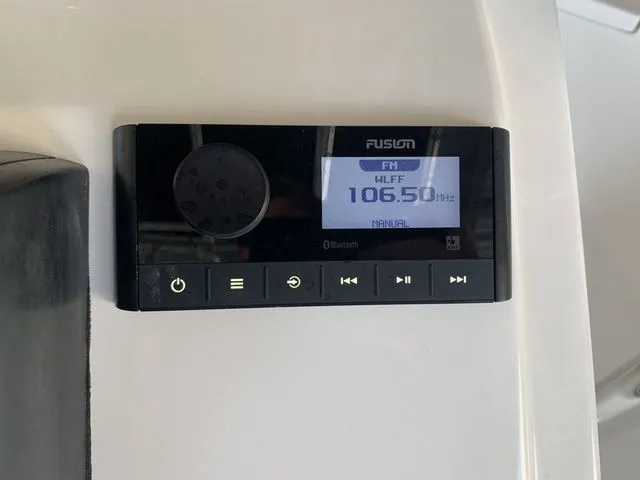 FUSION
FM
WLFF
106.50MHz
MANUAL
Bluetooth